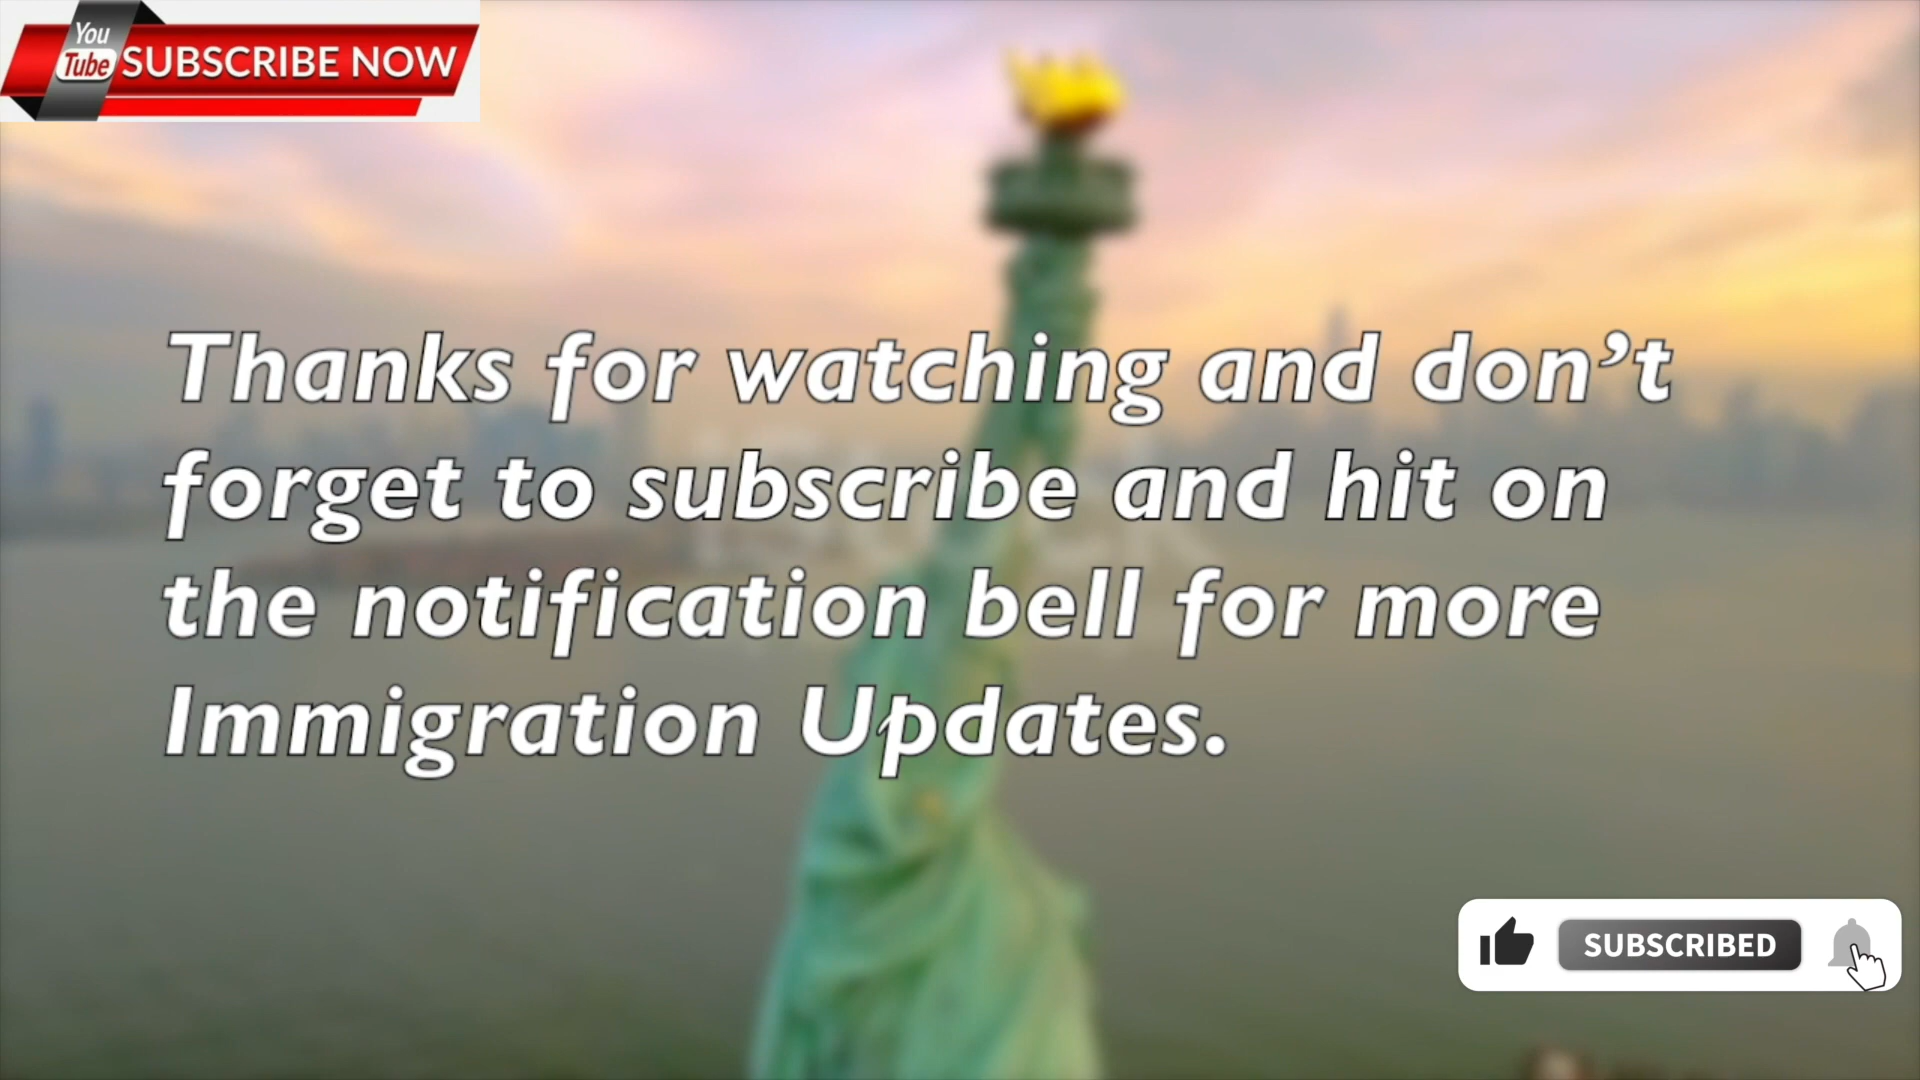 You
Tube
SUBSCRIBE NOW
Thanks for watching and don’t
forget to subscribe and hit on
the notification bell for more
Immigration Updates.
SUBSCRIBED